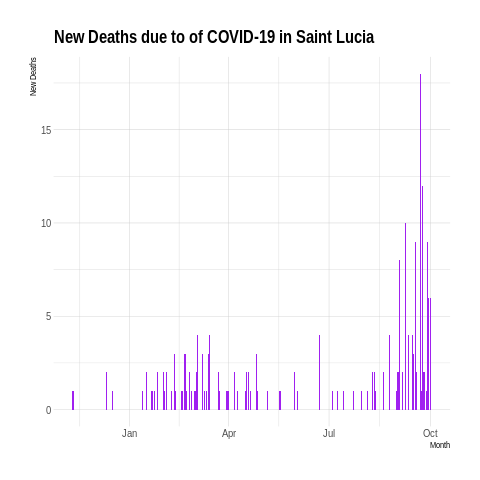 New Deaths due to of COVID-19 in Saint Lucia
New Deaths
15
10
5
0
Jan Apr Jul Oct
Month